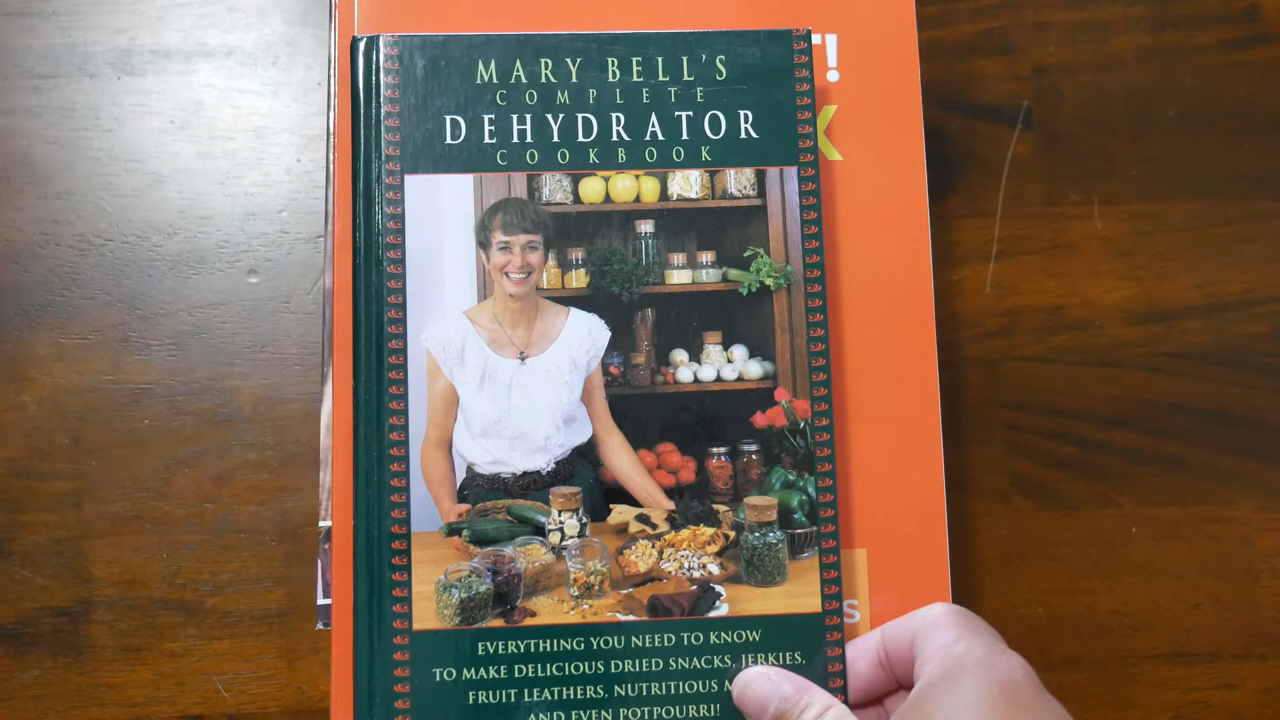 MARY BELL'S
COMPLETE
DEHYDRATOR
COOKBOOK
EVERYTHING YOU NEED TO KNOW
TO MAKE DELICIOUS DRIED SNACKS, JERKIES,
FRUIT LEATHERS, NUTRITIOUS
AND EVEN POTPOURRI!